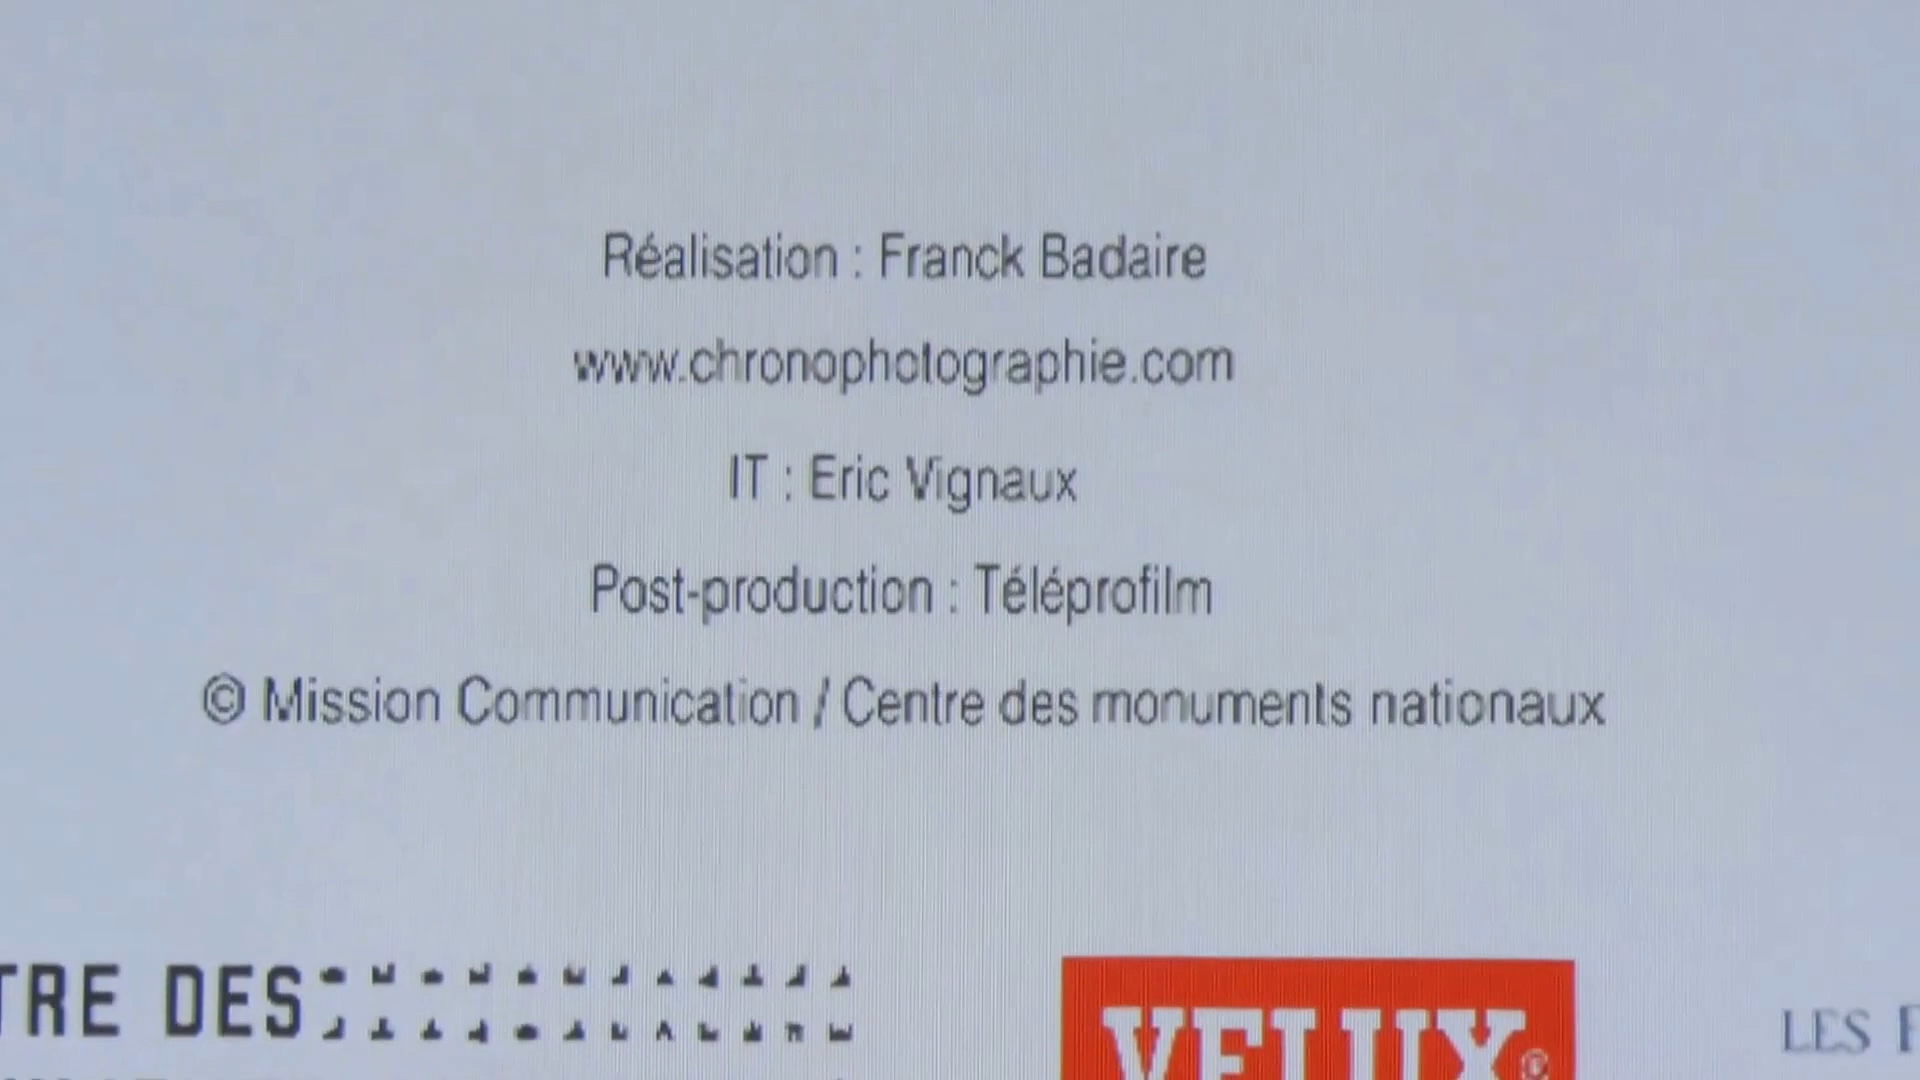 Réalisation : Franck Badaire
www.chronophotographie.com
IT : Eric Vignaux
Post-production : Téléprofilm
© Mission Communication / Centre des monuments nationaux
TRE DES
VELUX®
LES F